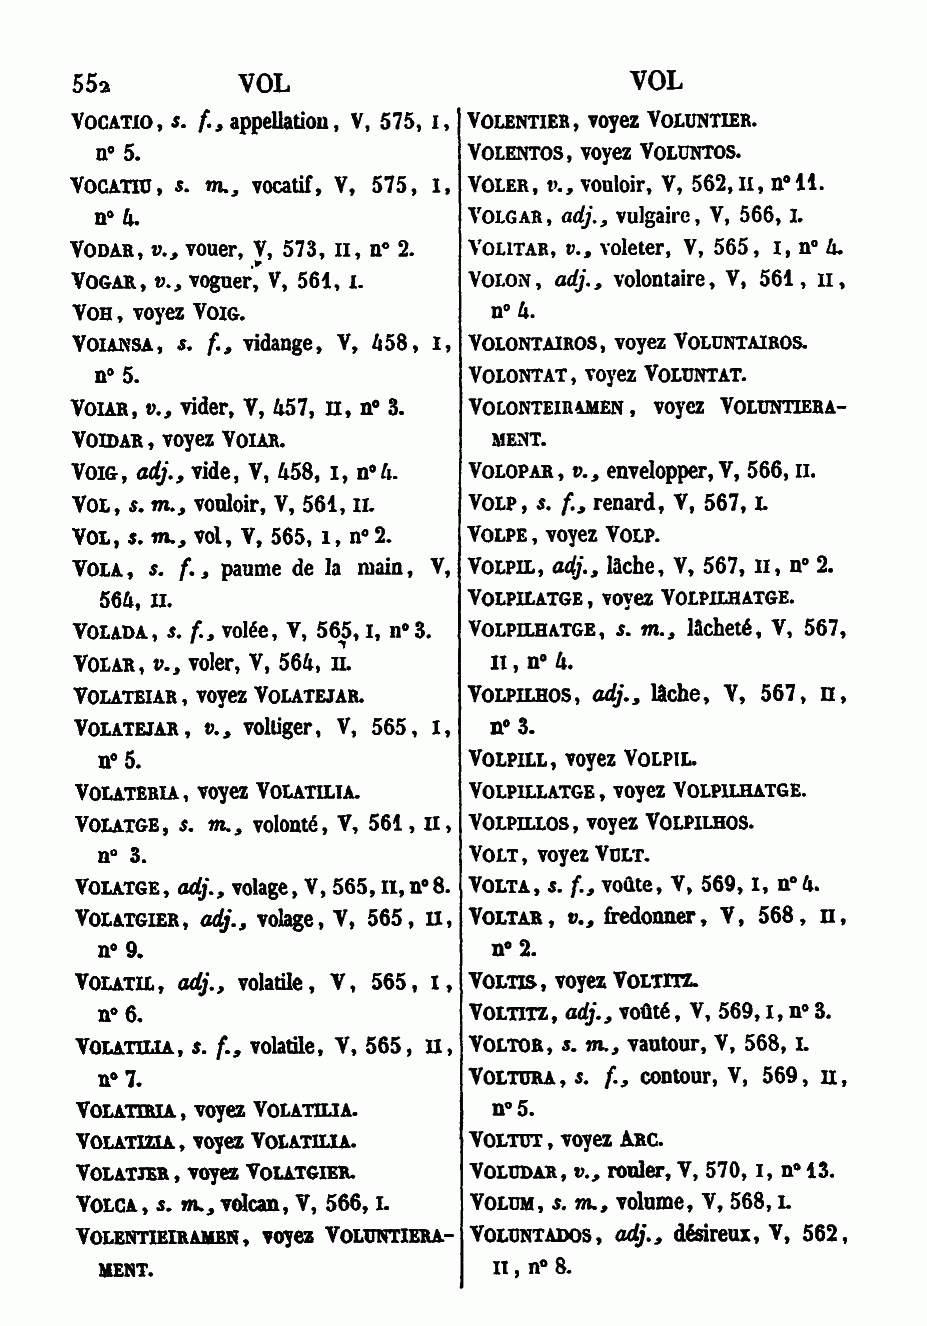 552 VOL VOL
VOCATIO, s. f., appellation, V, 575, I,
n° 5.
VOCATIU, s. m., vocatif, V, 575, I,
n° 4.
VODAR, v., vouer, V, 573, II, n° 2.
VOGAR, v., voguer, V, 561, I.
VOH, voyez VOIG.
VOIANSA, s. f., vidange, V, 458, I,
n° 5.
VOIAR, v., vider, V, 457, II, n° 3.
VOIDAR, voyez VOIAR.
VOIG, adj., vide, V, 458, I, n° 4.
VOL, s. m., vouloir, V, 561, II.
VOL, s. m., vol, V, 565, I, n° 2.
VOLA, s. f., paume de la main, V,
564, II.
VOLADA, s. f., volée, V, 565, I, n° 3.
VOLAR, v., voler, V, 564, II.
VOLATEIAR, voyez VOLATEJAR.
VOLATEJAR, v., voltiger, V, 565, I,
n° 5.
VOLATERIA, voyez VOLATILIA.
VOLATGE, s. m., volonté, V, 561, II,
n° 3.
VOLATGE, adj., volage, V, 565, II, n° 8.
VOLATGIER, adj., volage, V, 565, II,
n° 9.
VOLATIL, adj., volatile, V, 565, I,
n° 6.
VOLATILIA, s. f., volatile, V, 565, II,
n° 7.
VOLATIRIA, voyez VOLATILIA.
VOLATIZIA, voyez VOLATILIA.
VOLATJER, voyez VOLATGIER.
VOLCA, s. m., volcan, V, 566, I.
VOLENTIEIRAMEN, voyez VOLUNTIERA-
MENT.
VOLENTIER, voyez VOLUNTIER.
VOLENTOS, voyez VOLUNTOS.
VOLER, v., vouloir, V, 562, II, n° 11.
VOLGAR, adj., vulgaire, V, 566, I.
VOLITAR, v., voleter, V, 565, I, n° 4.
VOLON, adj., volontaire, V, 561, II,
n° 4.
VOLONTAIROS, voyez VOLUNTAIROS.
VOLONTAT, voyez VOLUNTAT.
VOLONTEIRAMEN, voyez VOLUNTIERA-
MENT.
VOLOPAR, v., envelopper, V, 566, II.
VOLP, s. f., renard, V, 567, I.
VOLPE, voyez VOLP.
VOLPIL, adj., lâche, V, 567, II, n° 2.
VOLPILATGE, voyez VOLPILHATGE.
VOLPILHATGE, s. m., lâcheté, V, 567,
II, n° 4.
VOLPILHOS, adj., lâche, V, 567, II,
n° 3.
VOLPILL, voyez VOLPIL.
VOLPILLATGE, voyez VOLPILHATGE.
VOLPILLOS, voyez VOLPILHOS.
VOLT, voyez VULT.
VOLTA, s. f., voûte, V, 569, I, n° 4.
VOLTAR, v., fredonner, V, 568, II,
n° 2.
VOLTIS, voyez VOLTITZ.
VOLTITZ, adj., voûté, V, 569, I, n° 3.
VOLTOR, s. m., vautour, V, 568, I.
VOLTURA, s. f., contour, V, 569, II,
n° 5.
VOLTUT, voyez ARC.
VOLUDAR, v., rouler, V, 570, I, n° 13.
VOLUM, s. m., volume, V, 568, I.
VOLUNTADOS, adj., désireux, V, 562,
II, n° 8.